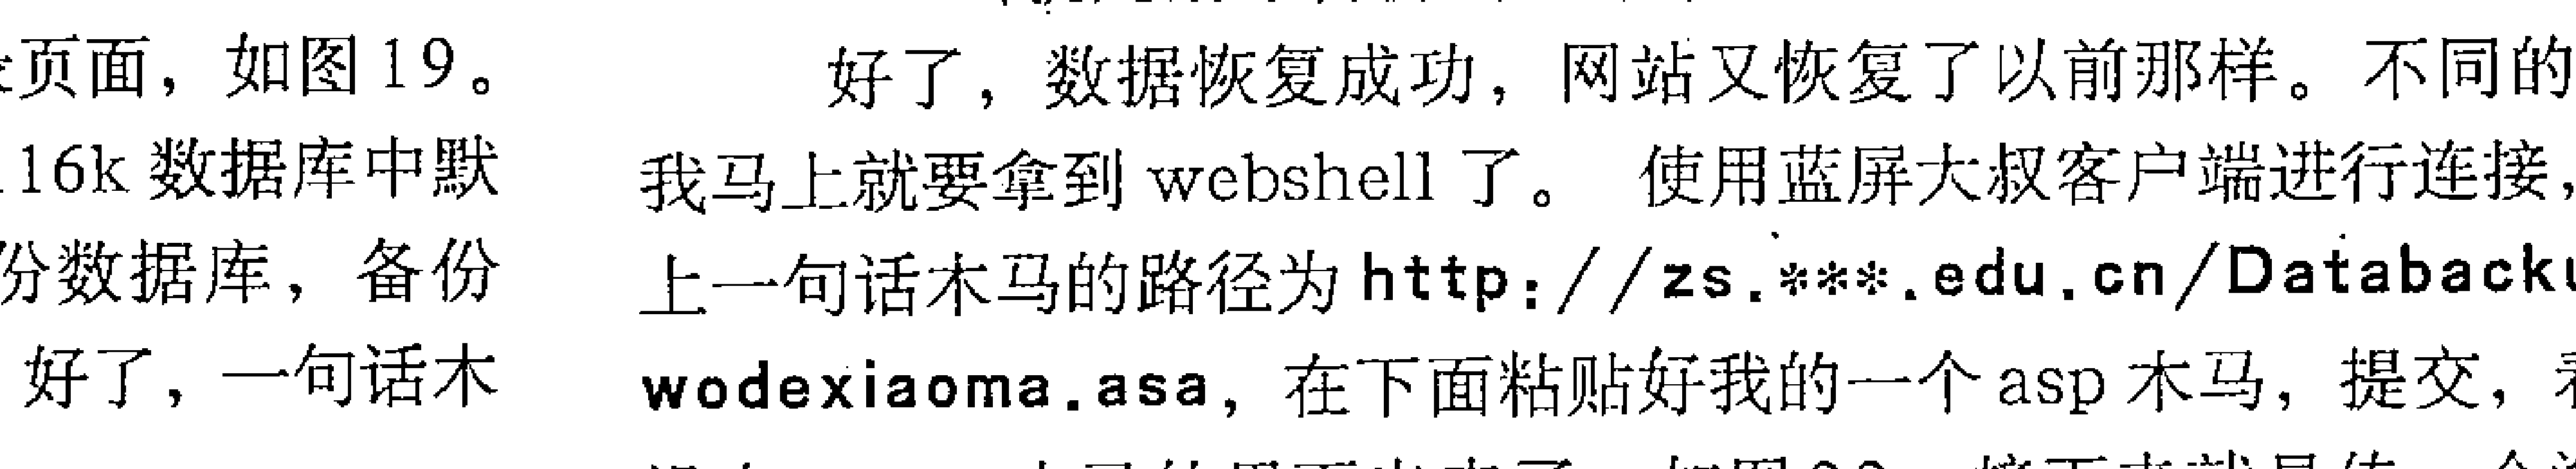 页面，如图19。
16k 数据库中默
份数据库，备份
好了，一句话木
好了，数据恢复成功，网站又恢复了以前那样。不同的
我马上就要拿到 webshell 了。 使用蓝屏大叔客户端进行连接，
上一句话木马的路径为http://zs.***.edu.cn/Databacku
wodexiaoma.asa，在下面粘贴好我的一个 asp 木马，提交，